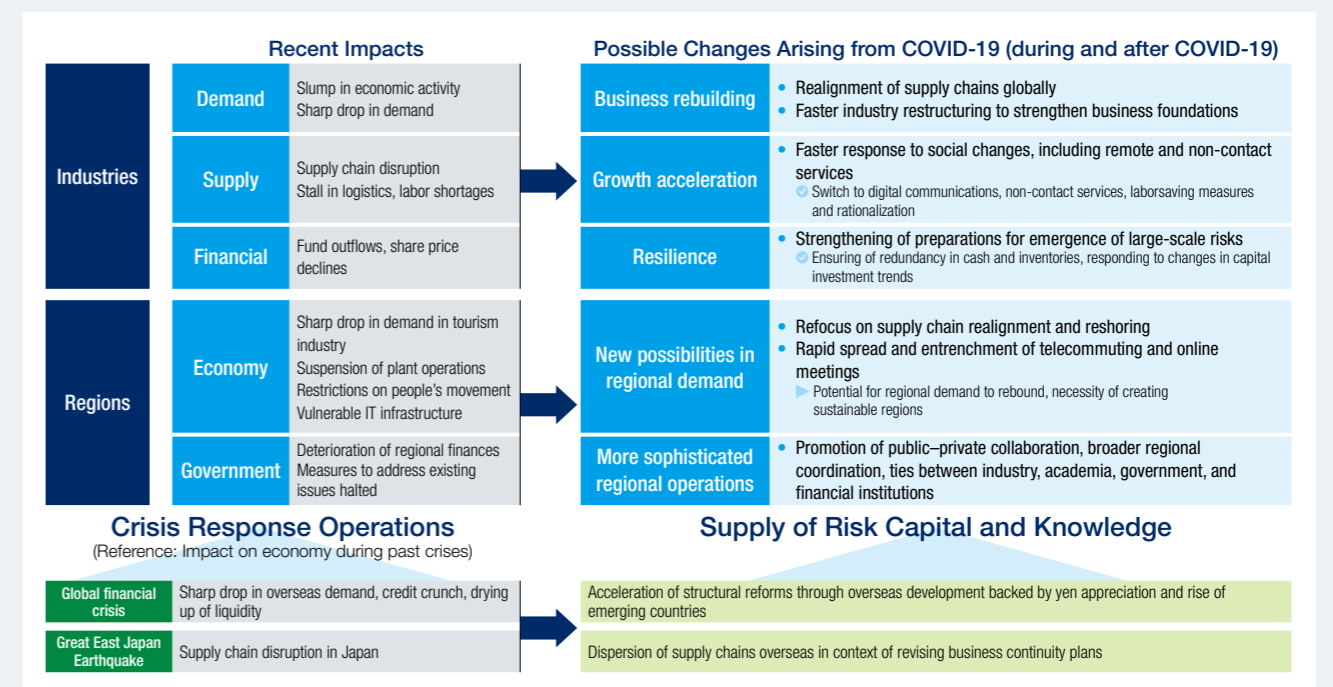 Recent Impacts
Possible Changes Arising from COVID-19 (during and after COVID-19)
Industries
Demand
Slump in economic activity
Sharp drop in demand
Supply
Supply chain disruption
Stall in logistics, labor shortages
Financial
Fund outflows, share price
declines
Business rebuilding
• Realignment of supply chains globally
• Faster industry restructuring to strengthen business foundations
Growth acceleration
• Faster response to social changes, including remote and non-contact
services
Switch to digital communications, non-contact services, laborsaving measures
and rationalization
Resilience
• Strengthening of preparations for emergence of large-scale risks
Ensuring of redundancy in cash and inventories, responding to changes in capital
investment trends
Regions
Economy
Sharp drop in demand in tourism
industry
Suspension of plant operations
Restrictions on people's movement
Vulnerable IT infrastructure
Government
Deterioration of regional finances
Measures to address existing
issues halted
New possibilities in
regional demand
• Refocus on supply chain realignment and reshoring
• Rapid spread and entrenchment of telecommuting and online
meetings
Potential for regional demand to rebound, necessity of creating
sustainable regions
More sophisticated
regional operations
• Promotion of public–private collaboration, broader regional
coordination, ties between industry, academia, government, and
financial institutions
Crisis Response Operations
(Reference: Impact on economy during past crises)
Supply of Risk Capital and Knowledge
Global financial
crisis
Sharp drop in overseas demand, credit crunch, drying
up of liquidity
Acceleration of structural reforms through overseas development backed by yen appreciation and rise of
emerging countries
Great East Japan
Earthquake
Supply chain disruption in Japan
Dispersion of supply chains overseas in context of revising business continuity plans